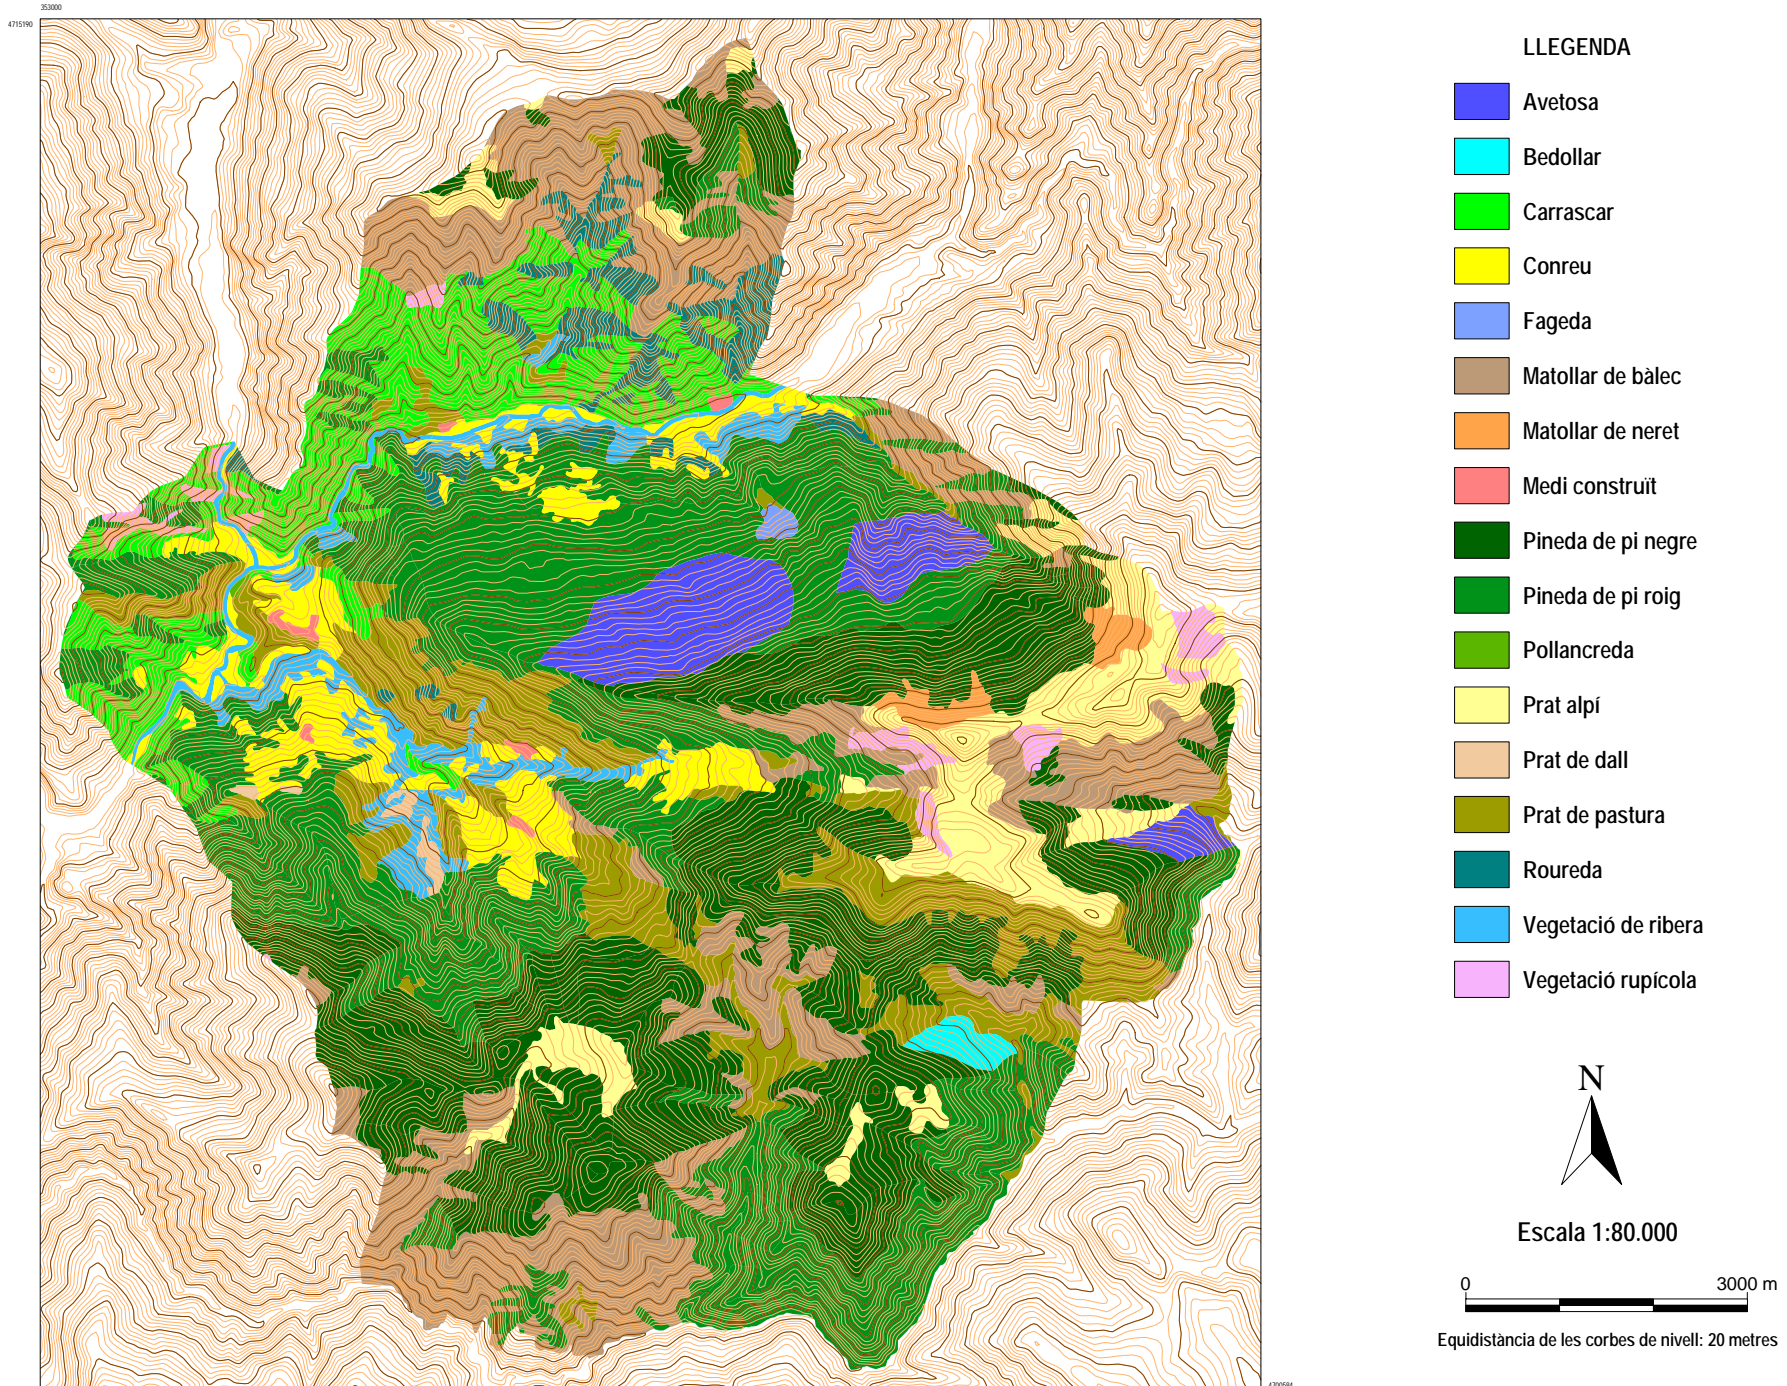 353000
4715190
LLEGENDA
Avetosa
Bedollar
Carrascar
Conreu
Fageda
Matollar de bàlec
Matollar de neret
Medi construït
Pineda de pi negre
Pineda de pi roig
Pollancreda
Prat alpí
Prat de dall
Prat de pastura
Roureda
Vegetació de ribera
Vegetació rupícola
N
Escala 1:80.000
0 3000 m
Equidistància de les corbes de nivell: 20 metres